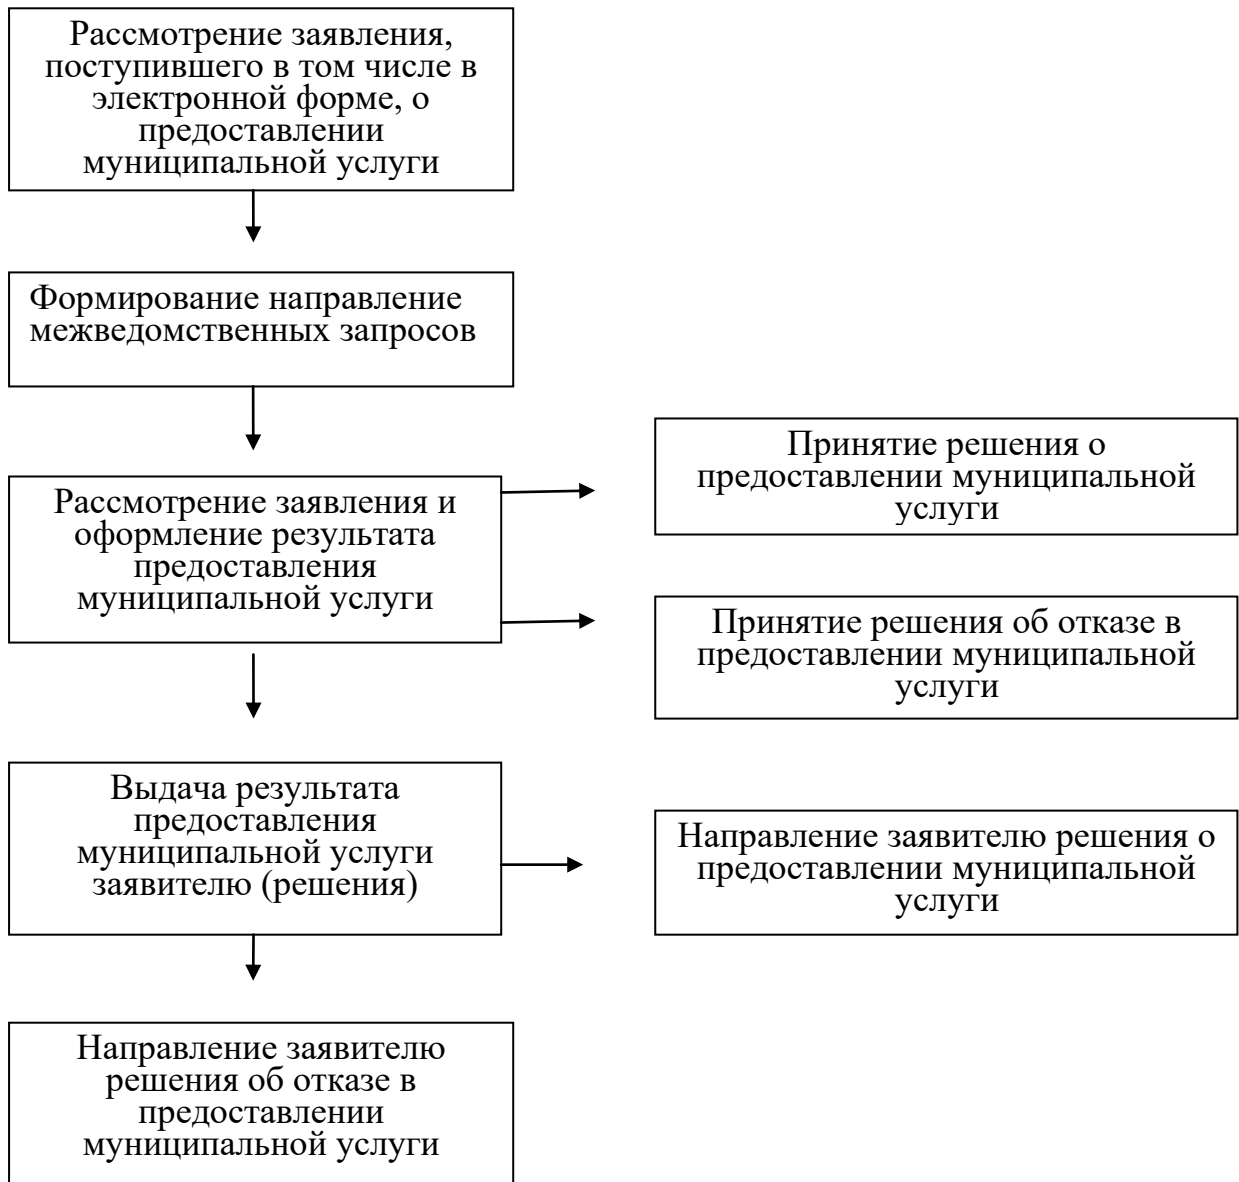 Рассмотрение заявления,
поступившего в том числе в
электронной форме, о
предоставлении
муниципальной услуги
Формирование направление
межведомственных запросов
Рассмотрение заявления и
оформление результата
предоставления
муниципальной услуги
Принятие решения о
предоставлении муниципальной
услуги
Принятие решения об отказе в
предоставлении муниципальной
услуги
Выдача результата
предоставления
муниципальной услуги
заявителю (решения)
Направление заявителю решения о
предоставлении муниципальной
услуги
Направление заявителю
решения об отказе в
предоставлении
муниципальной услуги